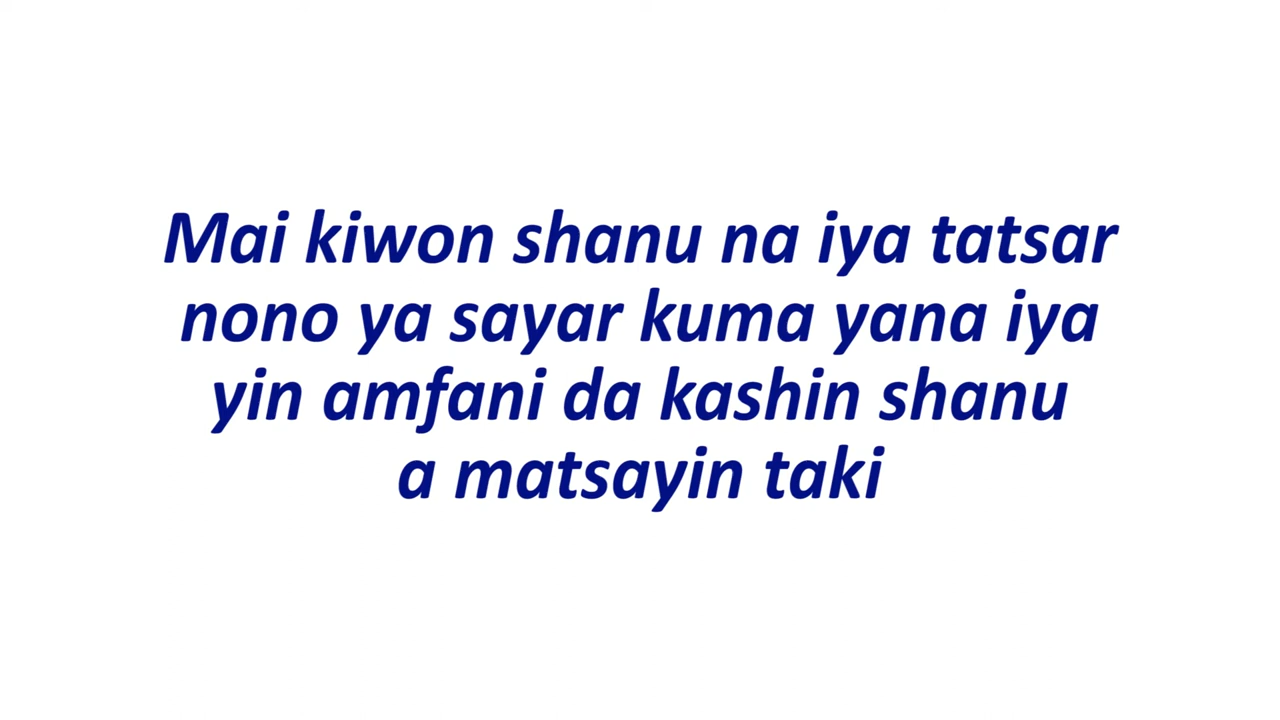 Mai kiwon shanu na iya tatsar
nono ya sayar kuma yana iya
yin amfani da kashin shanu
a matsayin taki